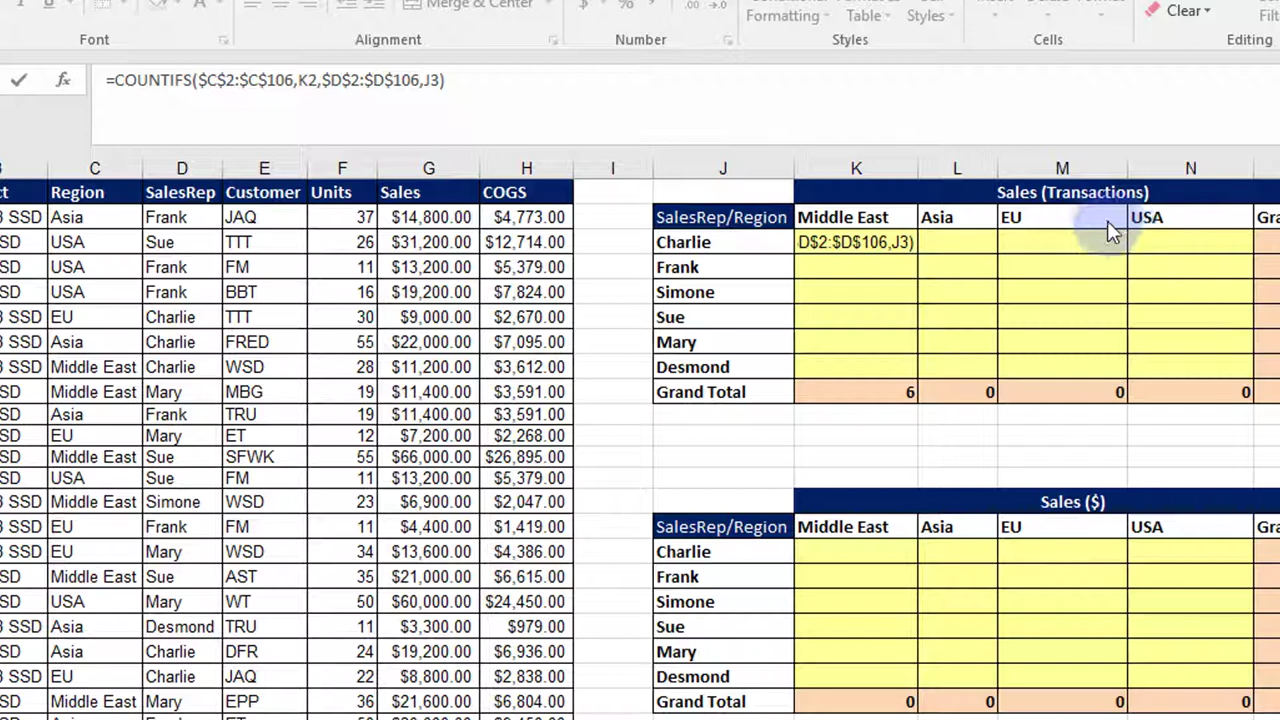 Merge & Center
$ % .00 .0
Formatting Table Styles
Clear
Font Alignment Number Styles Cells Editing
fx =COUNTIFS($C$2:$C$106,K2,$D$2:$D$106,J3)
C D E F G H I J K L M N
Region SalesRep Customer Units Sales COGS Sales (Transactions)
SSD Asia Frank JAQ 37 $14,800.00 $4,773.00 SalesRep/Region Middle East Asia EU USA
SD USA Sue TTT 26 $31,200.00 $12,714.00 Charlie D$2:$D$106,J3)
SD USA Frank FM 11 $13,200.00 $5,379.00 Frank
SD USA Frank BBT 16 $19,200.00 $7,824.00 Simone
SSD EU Charlie TTT 30 $9,000.00 $2,670.00 Sue
SSD Asia Charlie FRED 55 $22,000.00 $7,095.00 Mary
SSD Middle East Charlie WSD 28 $11,200.00 $3,612.00 Desmond
SD Middle East Mary MBG 19 $11,400.00 $3,591.00 Grand Total 6 0 0 0
SD Asia Frank TRU 19 $11,400.00 $3,591.00
SD EU Mary ET 12 $7,200.00 $2,268.00
SD Middle East Sue SFWK 55 $66,000.00 $26,895.00
SD USA Sue FM 11 $13,200.00 $5,379.00
SSD Middle East Simone WSD 23 $6,900.00 $2,047.00 Sales ($)
SSD EU Frank FM 11 $4,400.00 $1,419.00 SalesRep/Region Middle East Asia EU USA
SSD EU Mary WSD 34 $13,600.00 $4,386.00 Charlie
SD Middle East Sue AST 35 $21,000.00 $6,615.00 Frank
SD USA Mary WT 50 $60,000.00 $24,450.00 Simone
SSD Asia Desmond TRU 11 $3,300.00 $979.00 Sue
SD Asia Charlie DFR 24 $19,200.00 $6,936.00 Mary
SSD EU Charlie JAQ 22 $8,800.00 $2,838.00 Desmond
SD Middle East Mary EPP 36 $21,600.00 $6,804.00 Grand Total 0 0 0 0